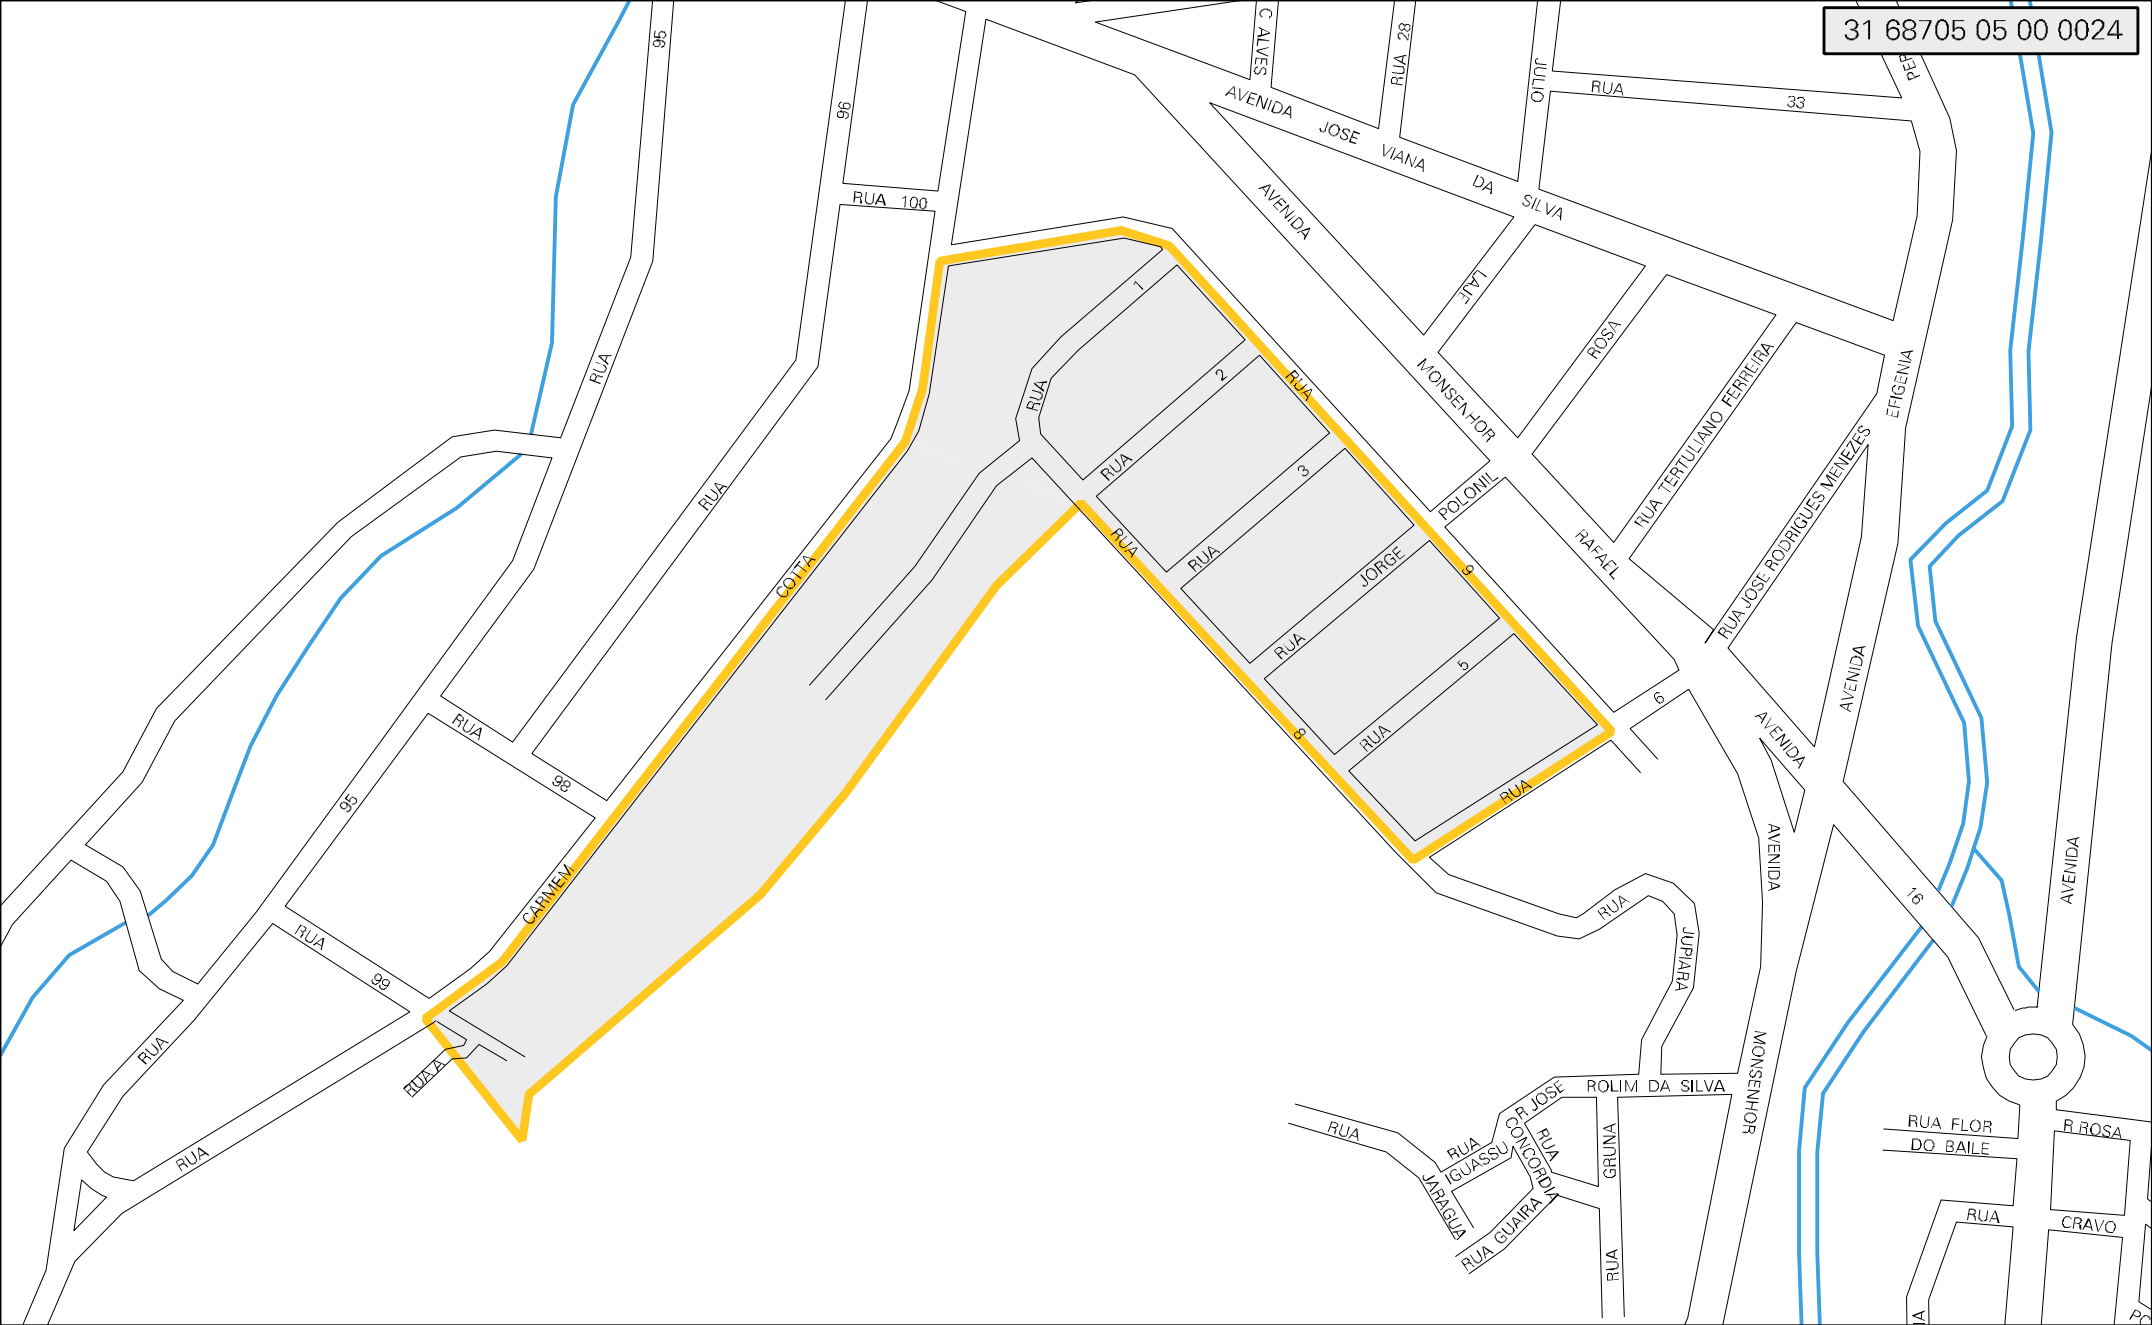 31 68705 05 00 0024
95
96
C ALVES
RUA 28
JULIO
RUA 33
AVENIDA JOSE VIANA DA SILVA
RUA 100
AVENIDA MONSENHOR RAFAEL
LAJE
ROSA
RUA TERTULIANO FERREIRA
RUA JOSE RODRIGUES MENEZES
AVENIDA EFIGENIA
RUA 1
RUA 2
RUA 3
RUA JORGE
RUA 5
RUA 6
RUA 9
RUA 8
POLONIL
RUA
RUA
COTTA
CARMEM
RUA 98
95
RUA 99
RUA
RUA A
RUA
AVENIDA 16
AVENIDA MONSENHOR
AVENIDA
RUA JUPIARA
R JOSE ROLIM DA SILVA
RUA
JARAGUA
RUA IGUASSU
RUA CONCORDIA
RUA GUAIRA
RUA GRUNA
RUA FLOR
DO BAILE
R ROSA
RUA CRAVO